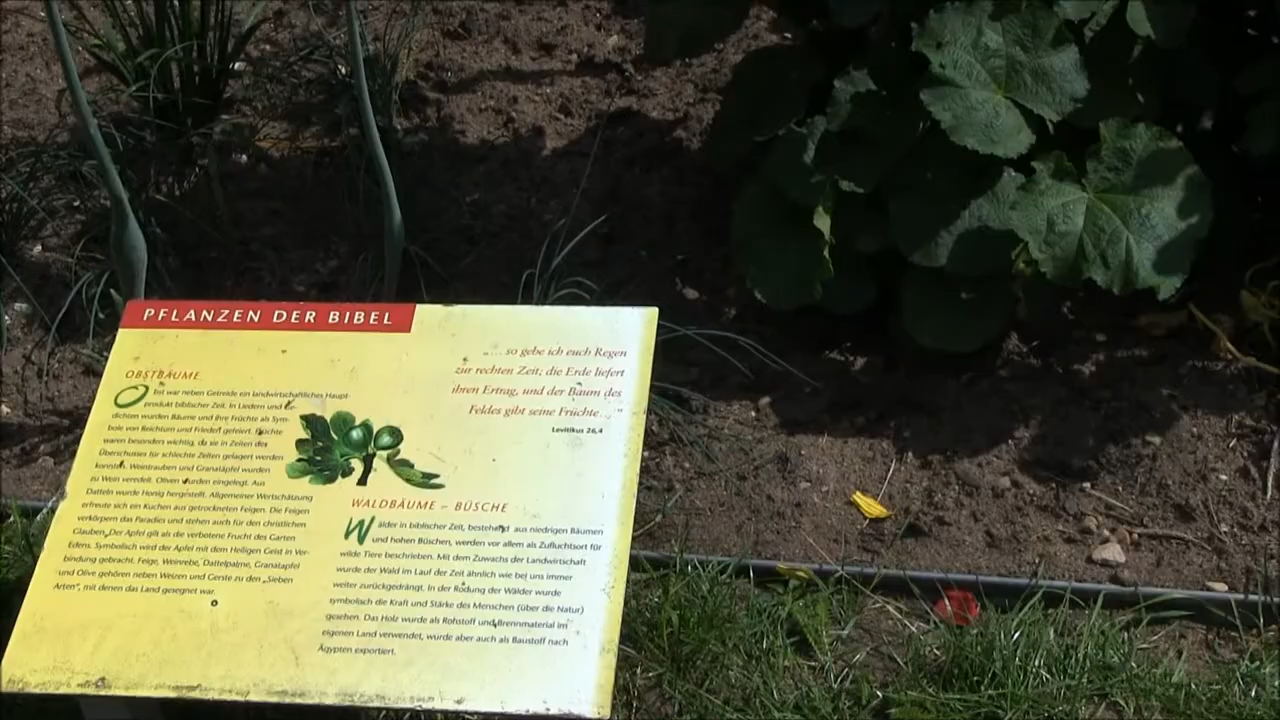 PFLANZEN DER BIBEL
„... so gebe ich euch Regen
zur rechten Zeit; die Erde liefert
ihren Ertrag, und der Baum des
Feldes gibt seine Früchte ..."
Levitikus 26,4
OBSTBÄUME
Obst war neben Getreide ein landwirtschaftliches Haupt-
produkt biblischer Zeit. In Liedern und Ge-
dichten wurden Bäume und ihre Früchte als Sym-
bole von Reichtum und Frieden gefeiert. Früchte
waren besonders wichtig, da sie in Zeiten des
Überschusses für schlechte Zeiten gelagert werden
konnten. Weintrauben und Granatäpfel wurden
zu Wein veredelt. Oliven wurden eingelegt. Aus
Datteln wurde Honig hergestellt. Allgemeiner Wertschätzung
erfreute sich ein Kuchen aus getrockneten Feigen. Die Feigen
verkörpern das Paradies und stehen auch für den christlichen
Glauben. Der Apfel gilt als die verbotene Frucht des Garten
Edens. Symbolisch wird der Apfel mit dem Heiligen Geist in Ver-
bindung gebracht. Feige, Weinrebe, Dattelpalme, Granatapfel
und Olive gehören neben Weizen und Gerste zu den „Sieben
Arten", mit denen das Land gesegnet war.
WALDBÄUME – BÜSCHE
Wälder in biblischer Zeit, bestehend aus niedrigen Bäumen
und hohen Büschen, werden vor allem als Zufluchtsort für
wilde Tiere beschrieben. Mit dem Zuwachs der Landwirtschaft
wurde der Wald im Lauf der Zeit ähnlich wie bei uns immer
weiter zurückgedrängt. In der Rodung der Wälder wurde
symbolisch die Kraft und Stärke des Menschen (über die Natur)
gesehen. Das Holz wurde als Rohstoff und Brennmaterial im
eigenen Land verwendet, wurde aber auch als Baustoff nach
Ägypten exportiert.